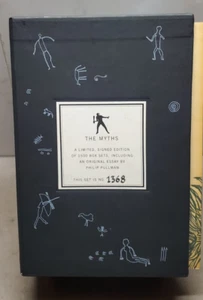 THE MYTHS
A LIMITED, SIGNED EDITION
OF 1500 BOX SETS, INCLUDING
AN ORIGINAL ESSAY BY
PHILIP PULLMAN
THIS SET IS NO. 1368